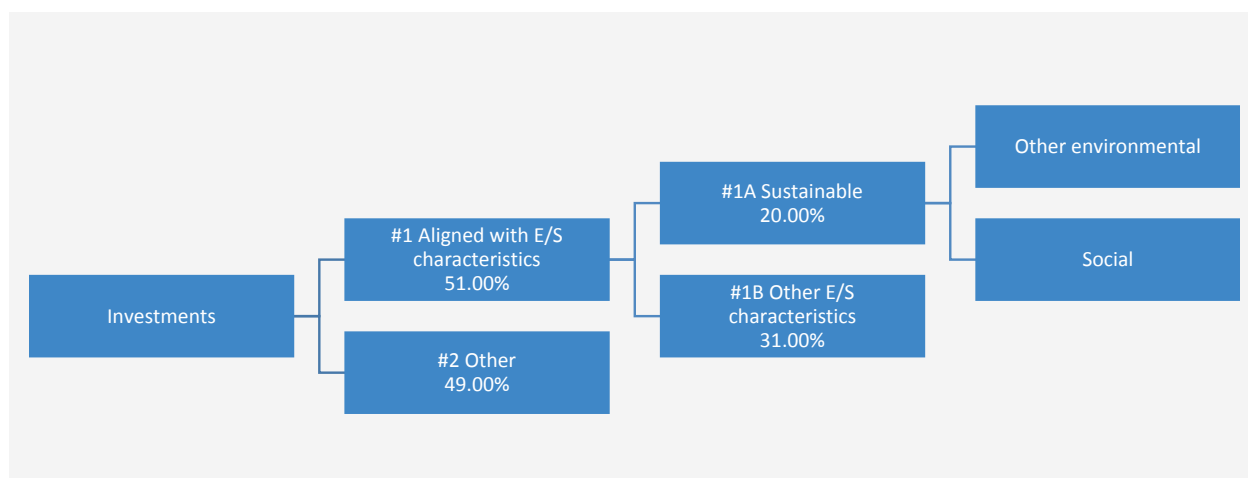 Investments
#1 Aligned with E/S
characteristics
51.00%
#2 Other
49.00%
#1A Sustainable
20.00%
#1B Other E/S
characteristics
31.00%
Other environmental
Social